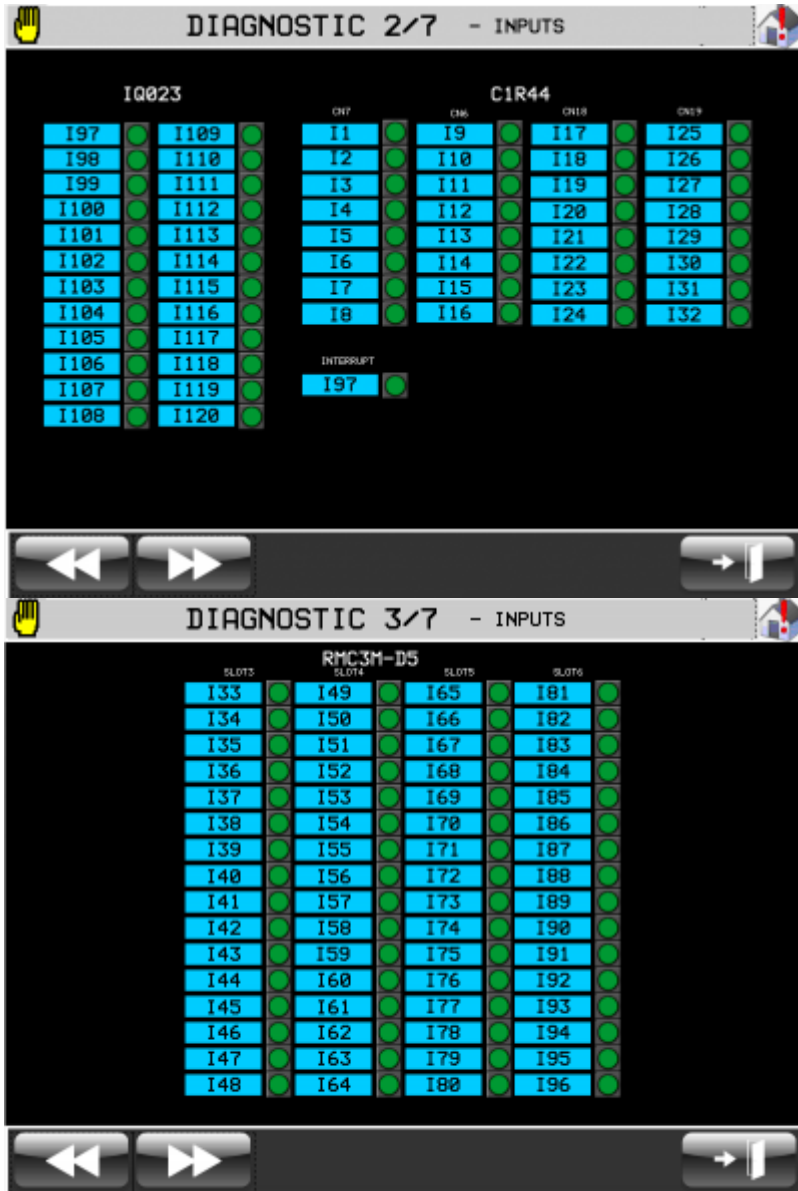 DIAGNOSTIC 2/7 - INPUTS
IQ023 C1R44
CN7 CN6 CN18 CN19
I97 I109 I1 I9 I17 I25
I98 I110 I2 I10 I18 I26
I99 I111 I3 I11 I19 I27
I100 I112 I4 I12 I20 I28
I101 I113 I5 I13 I21 I29
I102 I114 I6 I14 I22 I30
I103 I115 I7 I15 I23 I31
I104 I116 I8 I16 I24 I32
I105 I117
I106 I118 INTERRUPT
I107 I119 I97
I108 I120
DIAGNOSTIC 3/7 - INPUTS
RMC3M-D5
SLOT3 SLOT4 SLOT5 SLOT6
I33 I49 I65 I81
I34 I50 I66 I82
I35 I51 I67 I83
I36 I52 I68 I84
I37 I53 I69 I85
I38 I54 I70 I86
I39 I55 I71 I87
I40 I56 I72 I88
I41 I57 I73 I89
I42 I58 I74 I90
I43 I59 I75 I91
I44 I60 I76 I92
I45 I61 I77 I93
I46 I62 I78 I94
I47 I63 I79 I95
I48 I64 I80 I96